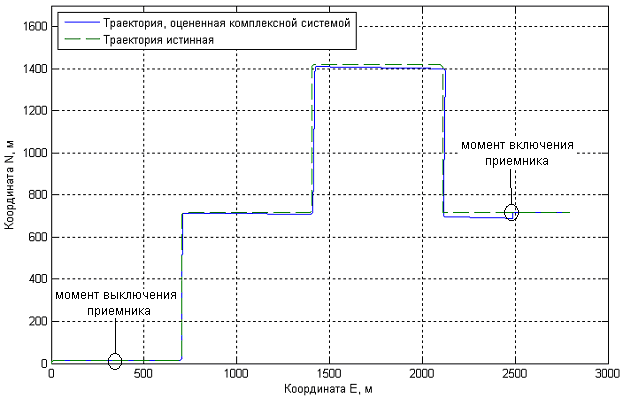 Траектория, оцененная комплексной системой
Траектория истинная
1600
1400
1200
1000
800
600
400
200
0
Координата N, м
момент включения
приемника
момент выключения
приемника
0
500
1000
1500
2000
2500
3000
Координата E, м